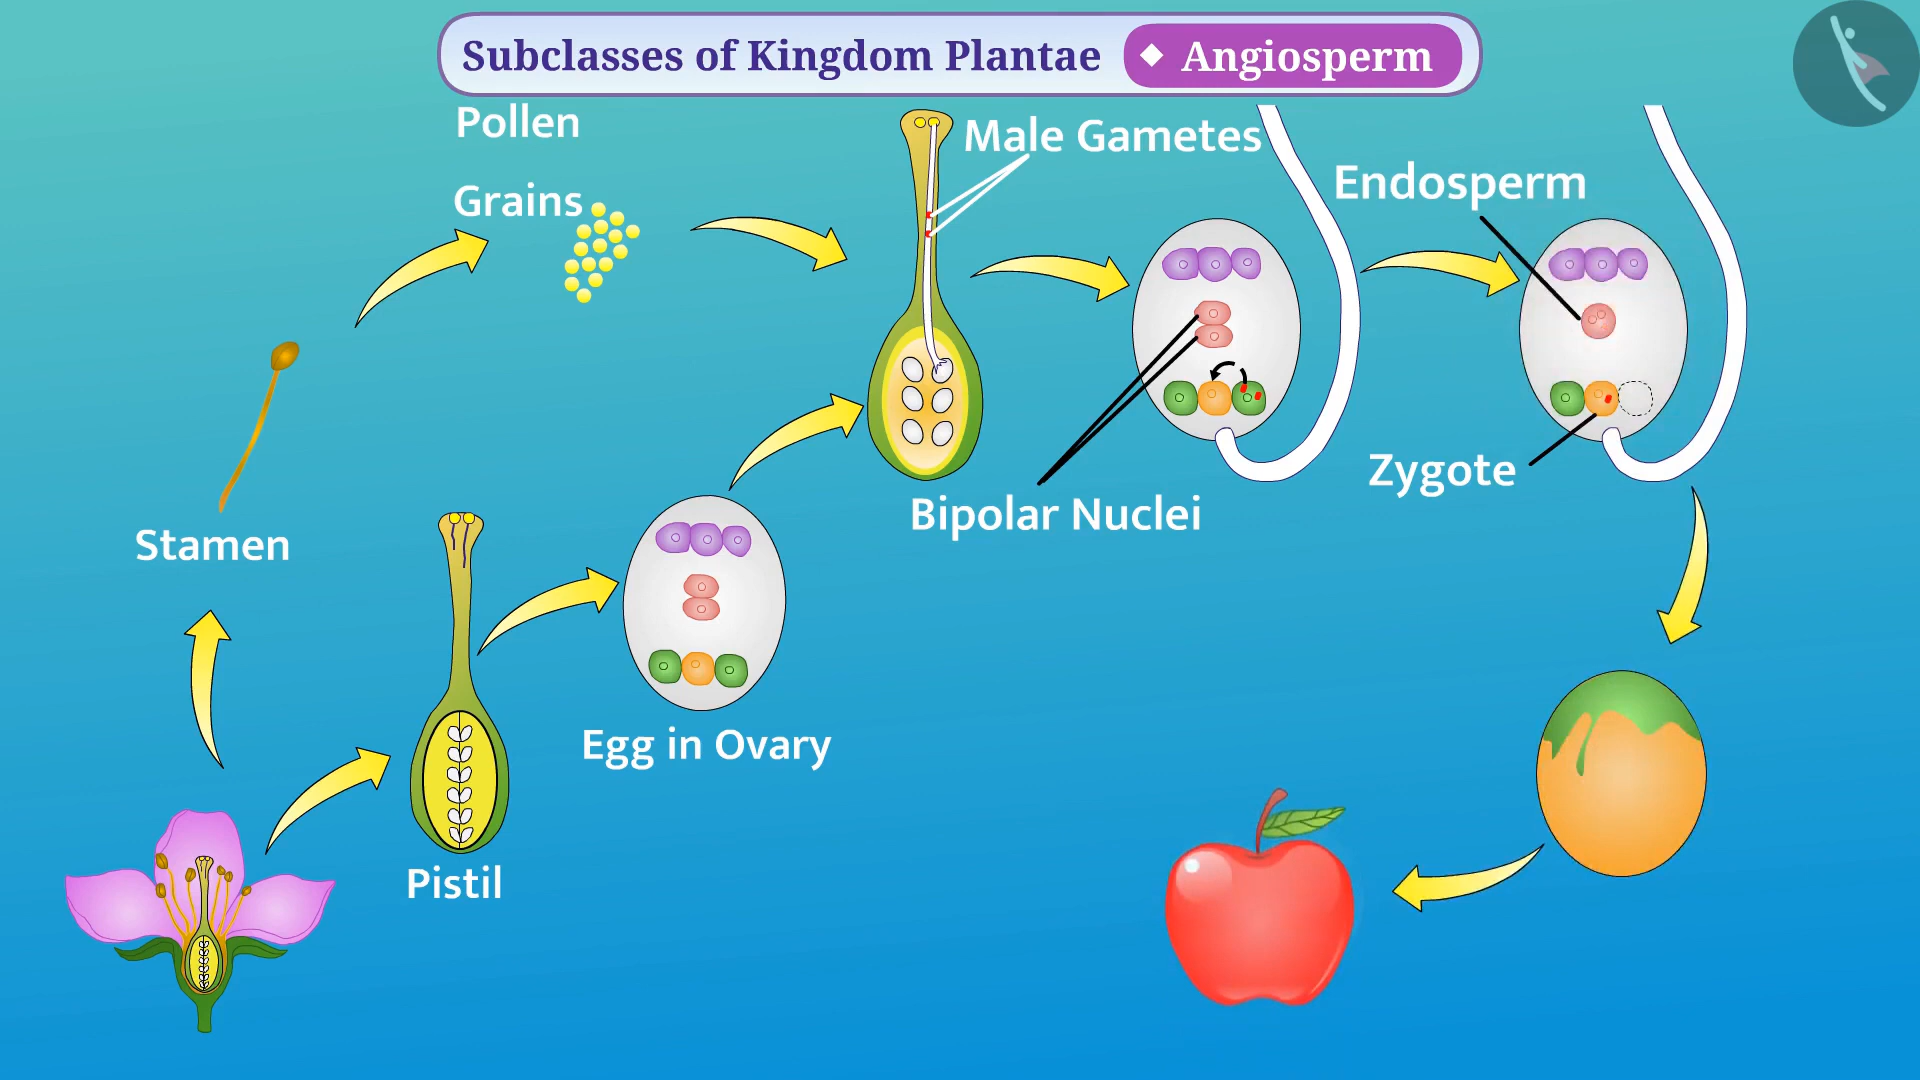 Subclasses of Kingdom Plantae
Angiosperm
Pollen
Grains
Male Gametes
Endosperm
Stamen
Bipolar Nuclei
Zygote
Egg in Ovary
Pistil